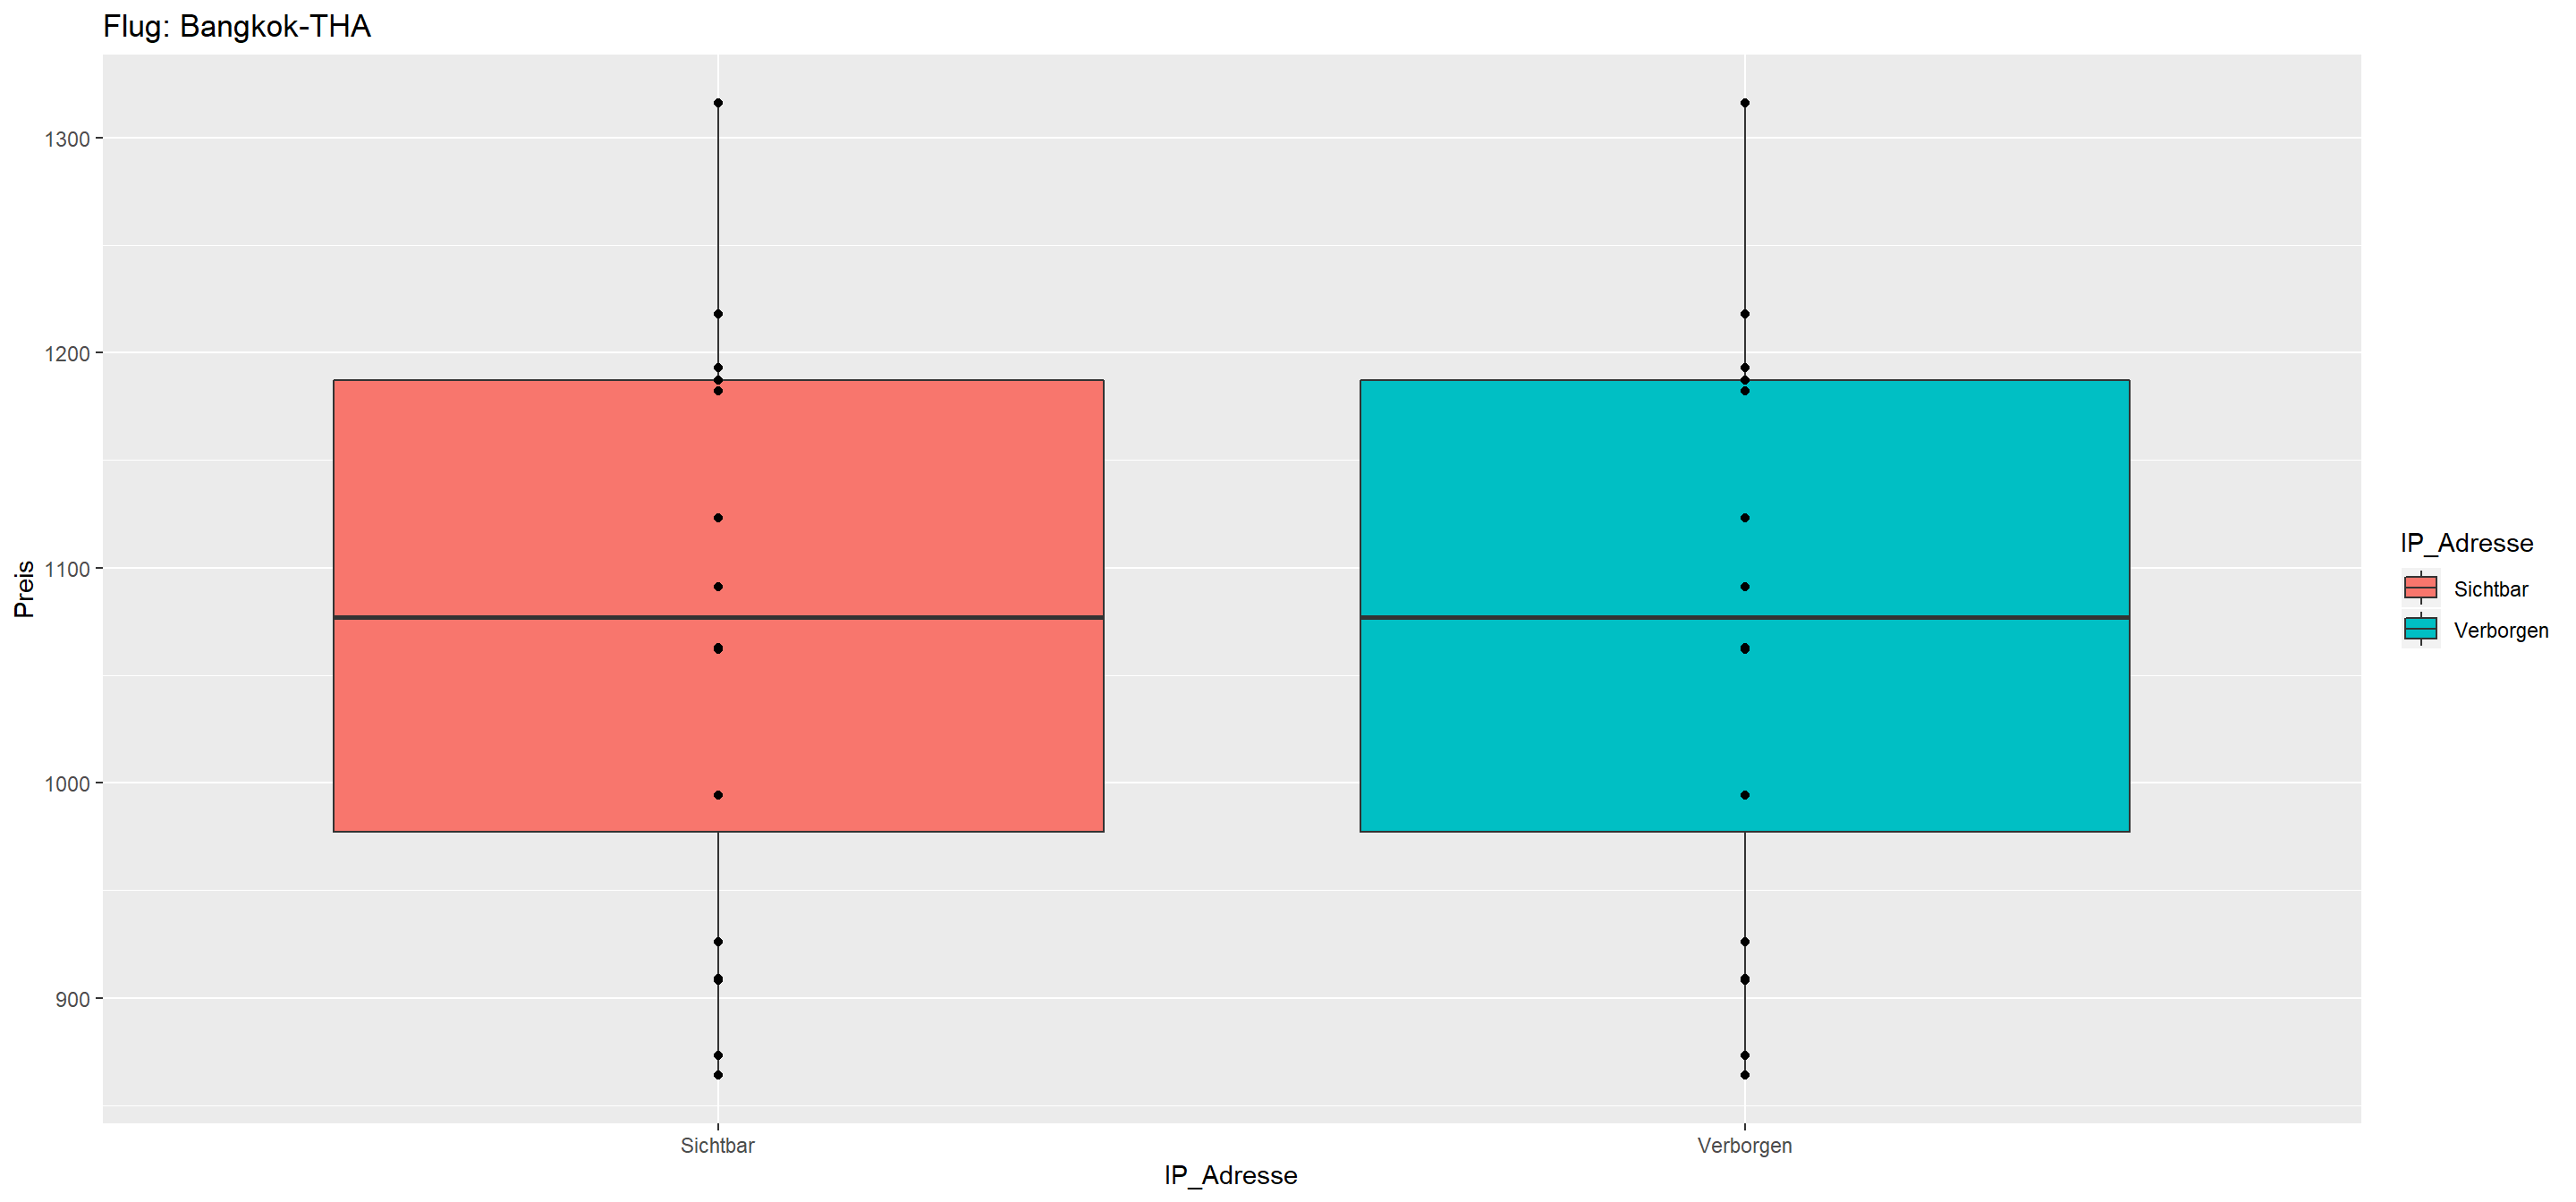 Flug: Bangkok-THA
Preis
1300
1200
1100
1000
900
Sichtbar
Verborgen
IP_Adresse
IP_Adresse
Sichtbar
Verborgen